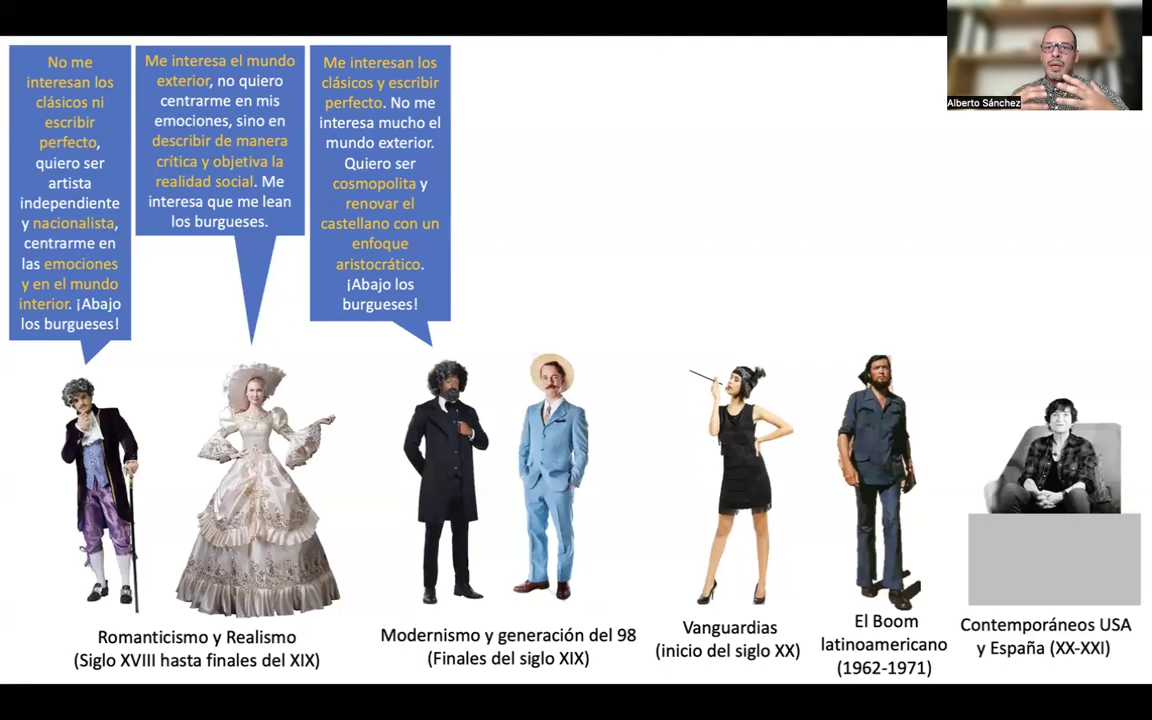 No me
interesan los
clásicos ni
escribir
perfecto,
quiero ser
artista
independiente
y nacionalista,
centrarme en
las emociones
y en el mundo
interior. ¡Abajo
los burgueses!
Me interesa el mundo
exterior, no quiero
centrarme en mis
emociones, sino en
describir de manera
crítica y objetiva la
realidad social. Me
interesa que me lean
los burgueses.
Me interesan los
clásicos y escribir
perfecto. No me
interesa mucho el
mundo exterior.
Quiero ser
cosmopolita y
renovar el
castellano con un
enfoque
aristocrático.
¡Abajo los
burgueses!
Alberto Sánchez
Romanticismo y Realismo
(Siglo XVIII hasta finales del XIX)
Modernismo y generación del 98
(Finales del siglo XIX)
Vanguardias
(inicio del siglo XX)
El Boom
latinoamericano
(1962-1971)
Contemporáneos USA
y España (XX-XXI)